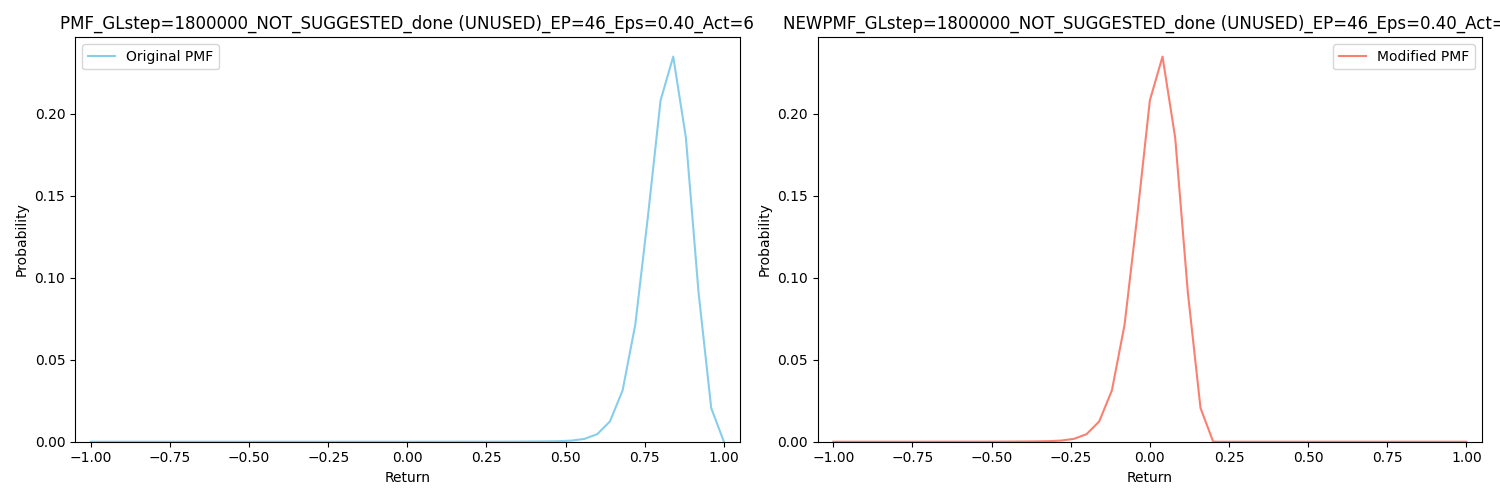 PMF_GLstep=1800000_NOT_SUGGESTED_done (UNUSED)_EP=46_Eps=0.40_Act=6
Original PMF
Probability
0.20
0.15
0.10
0.05
0.00
−1.00 −0.75 −0.50 −0.25 0.00 0.25 0.50 0.75 1.00
Return
NEWPMF_GLstep=1800000_NOT_SUGGESTED_done (UNUSED)_EP=46_Eps=0.40_Act=
Modified PMF
Probability
0.20
0.15
0.10
0.05
0.00
−1.00 −0.75 −0.50 −0.25 0.00 0.25 0.50 0.75 1.00
Return